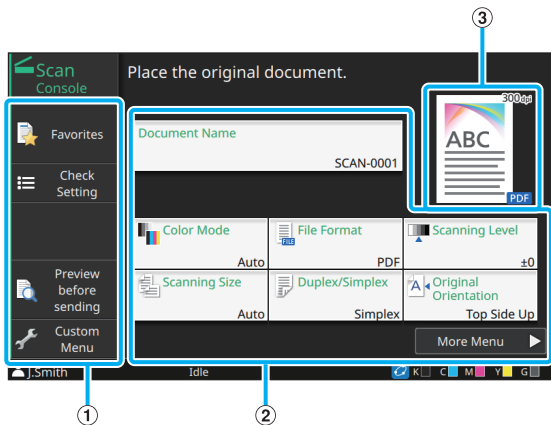 3
Scan
Console
Place the original document.
300dpi
ABC
PDF
Favorites
Document Name
SCAN-0001
Check
Setting
Color Mode
Auto
FILE
File Format
PDF
Scanning Level
±0
Preview
before
sending
Scanning Size
Auto
Duplex/Simplex
Simplex
A
Original
Orientation
Top Side Up
Custom
Menu
More Menu
J.Smith
Idle
K C M Y G
1
2